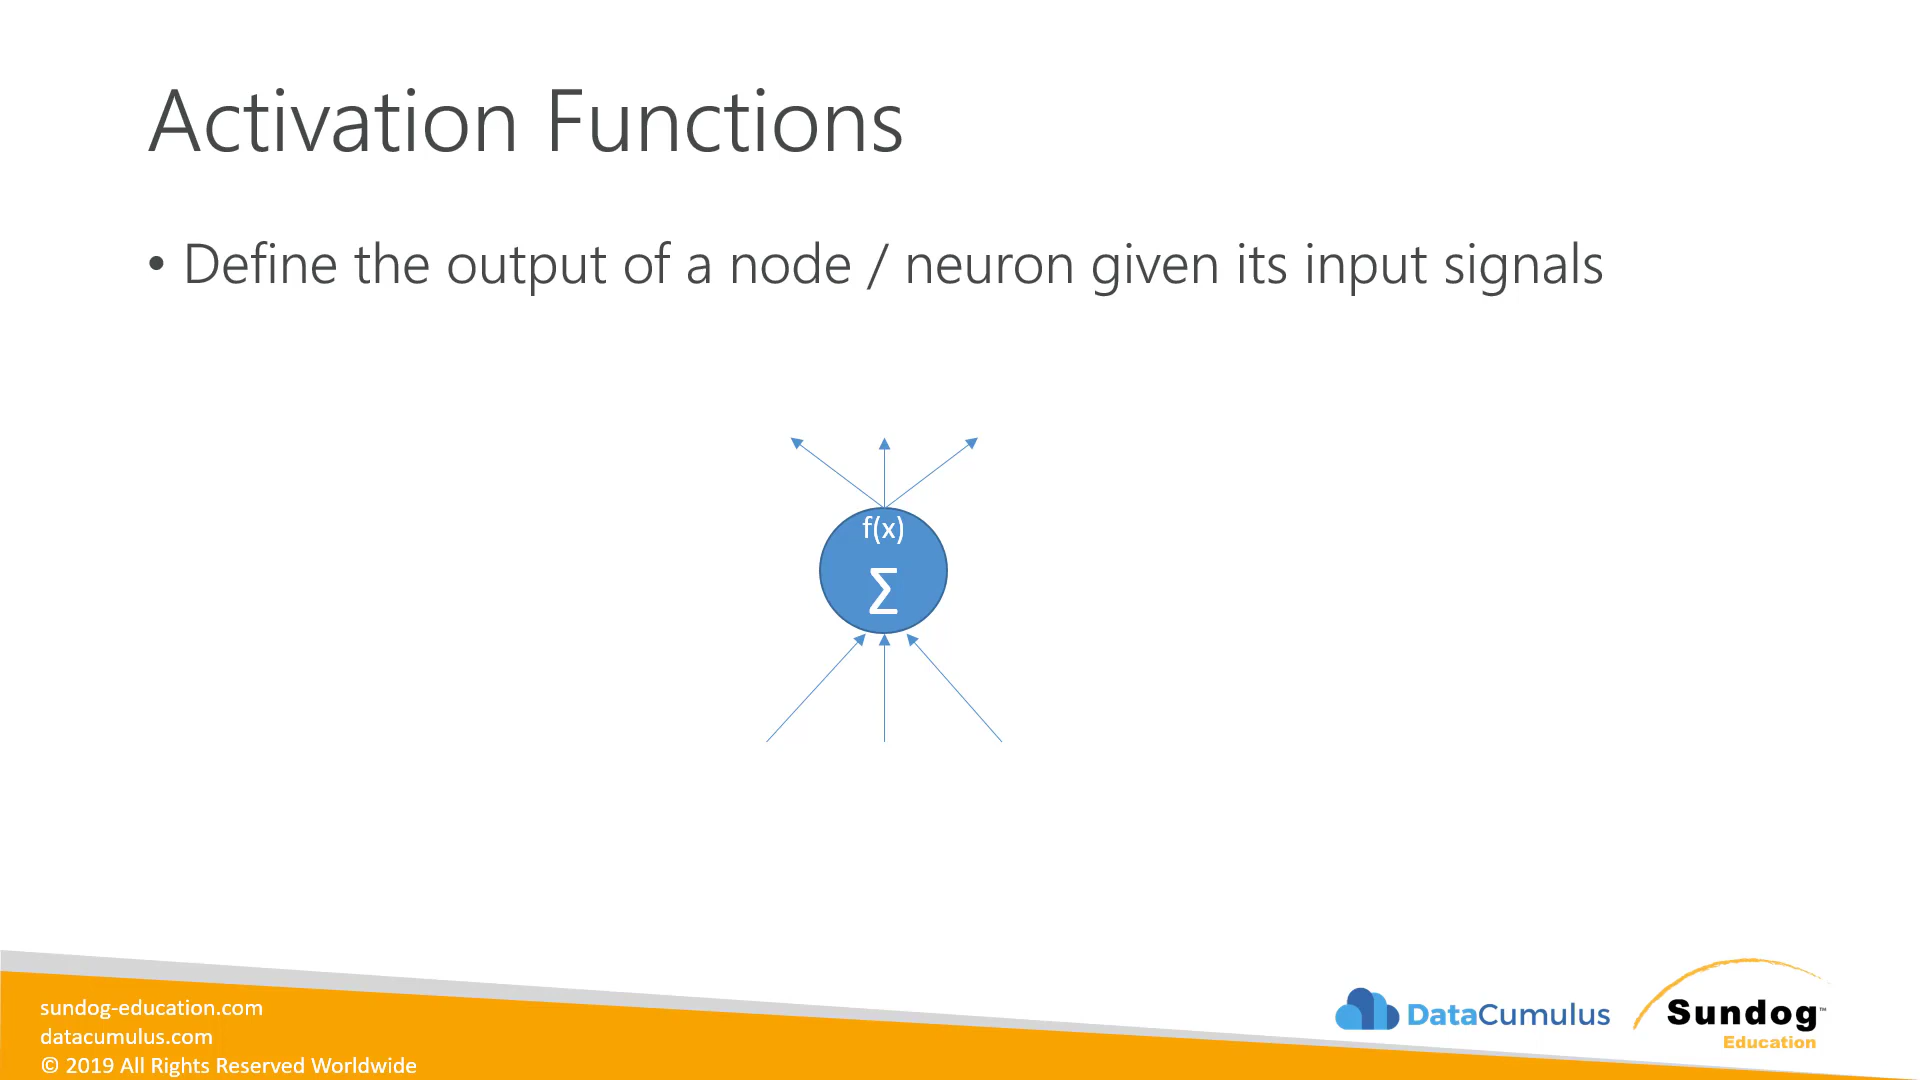 Activation Functions
• Define the output of a node / neuron given its input signals
f(x)
Σ
sundog-education.com
datacumulus.com
© 2019 All Rights Reserved Worldwide
DataCumulus
Sundog™
Education